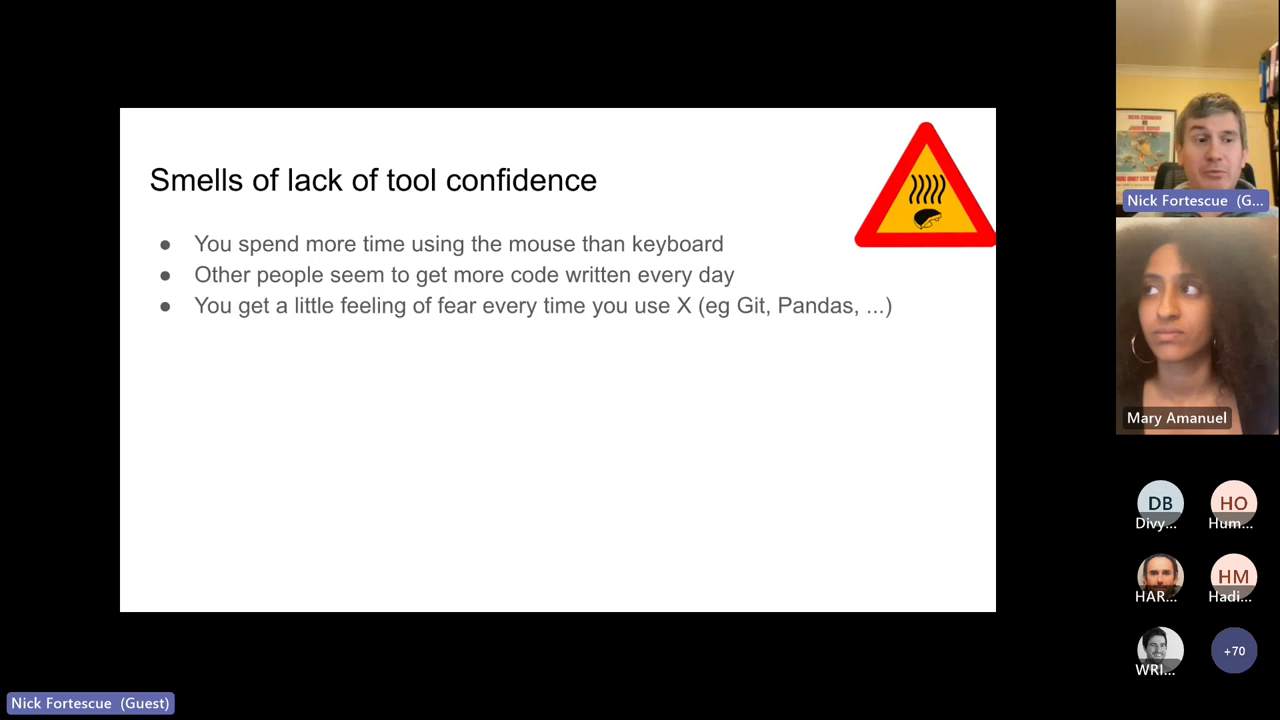 Smells of lack of tool confidence
● You spend more time using the mouse than keyboard
● Other people seem to get more code written every day
● You get a little feeling of fear every time you use X (eg Git, Pandas, ...)
Nick Fortescue (G...
Mary Amanuel
DB
Divy...
HO
Hum...
HAR...
HM
Hadi...
WRI...
+70
Nick Fortescue (Guest)